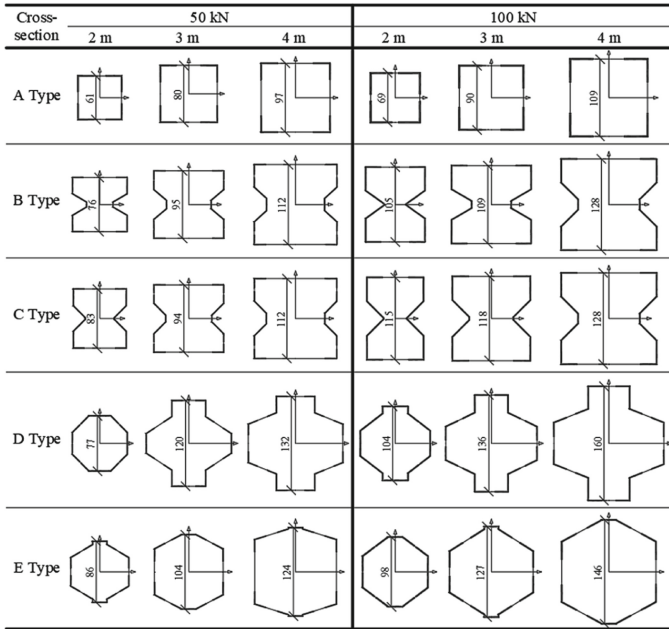 Cross-section 50 kN 100 kN
2 m 3 m 4 m 2 m 3 m 4 m
A Type 61 80 97 69 90 109
B Type 76 95 112 105 109 128
C Type 83 94 112 115 118 128
D Type 77 120 132 104 136 160
E Type 86 104 124 98 127 146